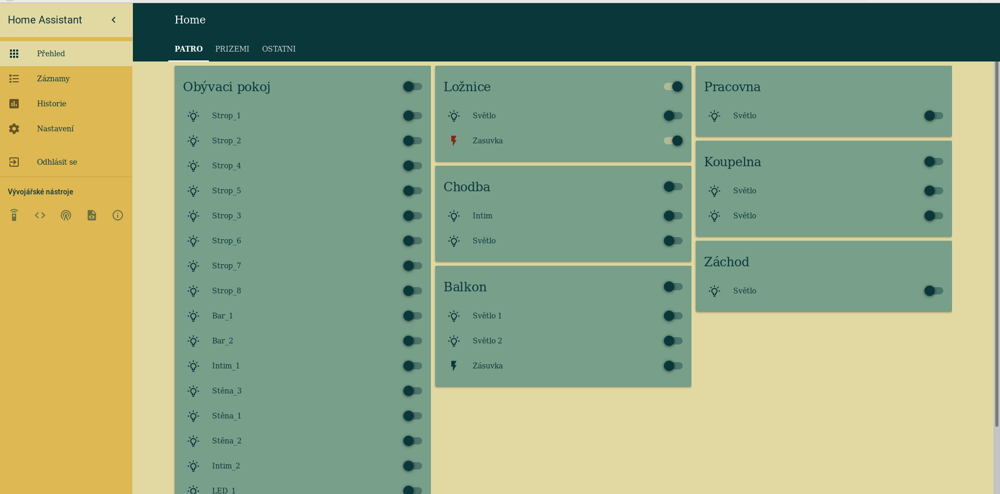 Home Assistant
Přehled
Záznamy
Historie
Nastavení
Odhlásit se
Vývojářské nástroje
Home
PATRO PRIZEMI OSTATNI
Obývaci pokoj
Strop_1
Strop_2
Strop_4
Strop_5
Strop_3
Strop_6
Strop_7
Strop_8
Bar_1
Bar_2
Intim_1
Stěna_3
Stěna_1
Stěna_2
Intim_2
LED_1
Ložnice
Světlo
Zasuvka
Chodba
Intim
Světlo
Balkon
Světlo 1
Světlo 2
Zásuvka
Pracovna
Světlo
Koupelna
Světlo
Světlo
Záchod
Světlo